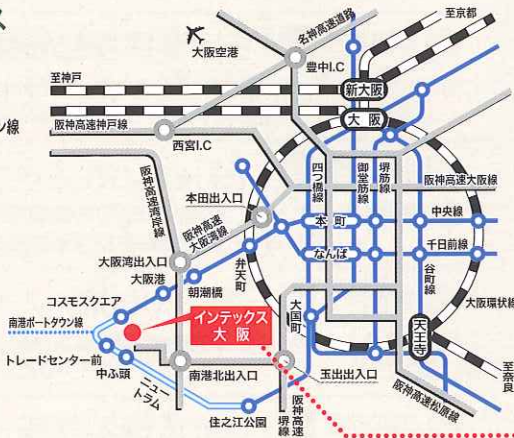 ス
至京都
名神高速道路
大阪空港
豊中I.C
至神戸
新大阪
大阪
ン線
阪神高速神戸線
西宮I.C
四つ橋線
御堂筋線
堺筋線
阪神高速大阪線
阪神高速湾岸線
本田出入口
阪神高速
大阪湾線
本町
中央線
なんば
千日前線
大阪湾出入口
弁天町
谷町線
大阪港
朝潮橋
大阪環状線
コスモスクエア
大国町
インテックス
大阪
南港ポートタウン線
天王寺
トレードセンター前
中ふ頭
南港北出入口
玉出出入口
至奈良
ニュートラム
阪神高速
堺線
阪神高速松原線
住之江公園